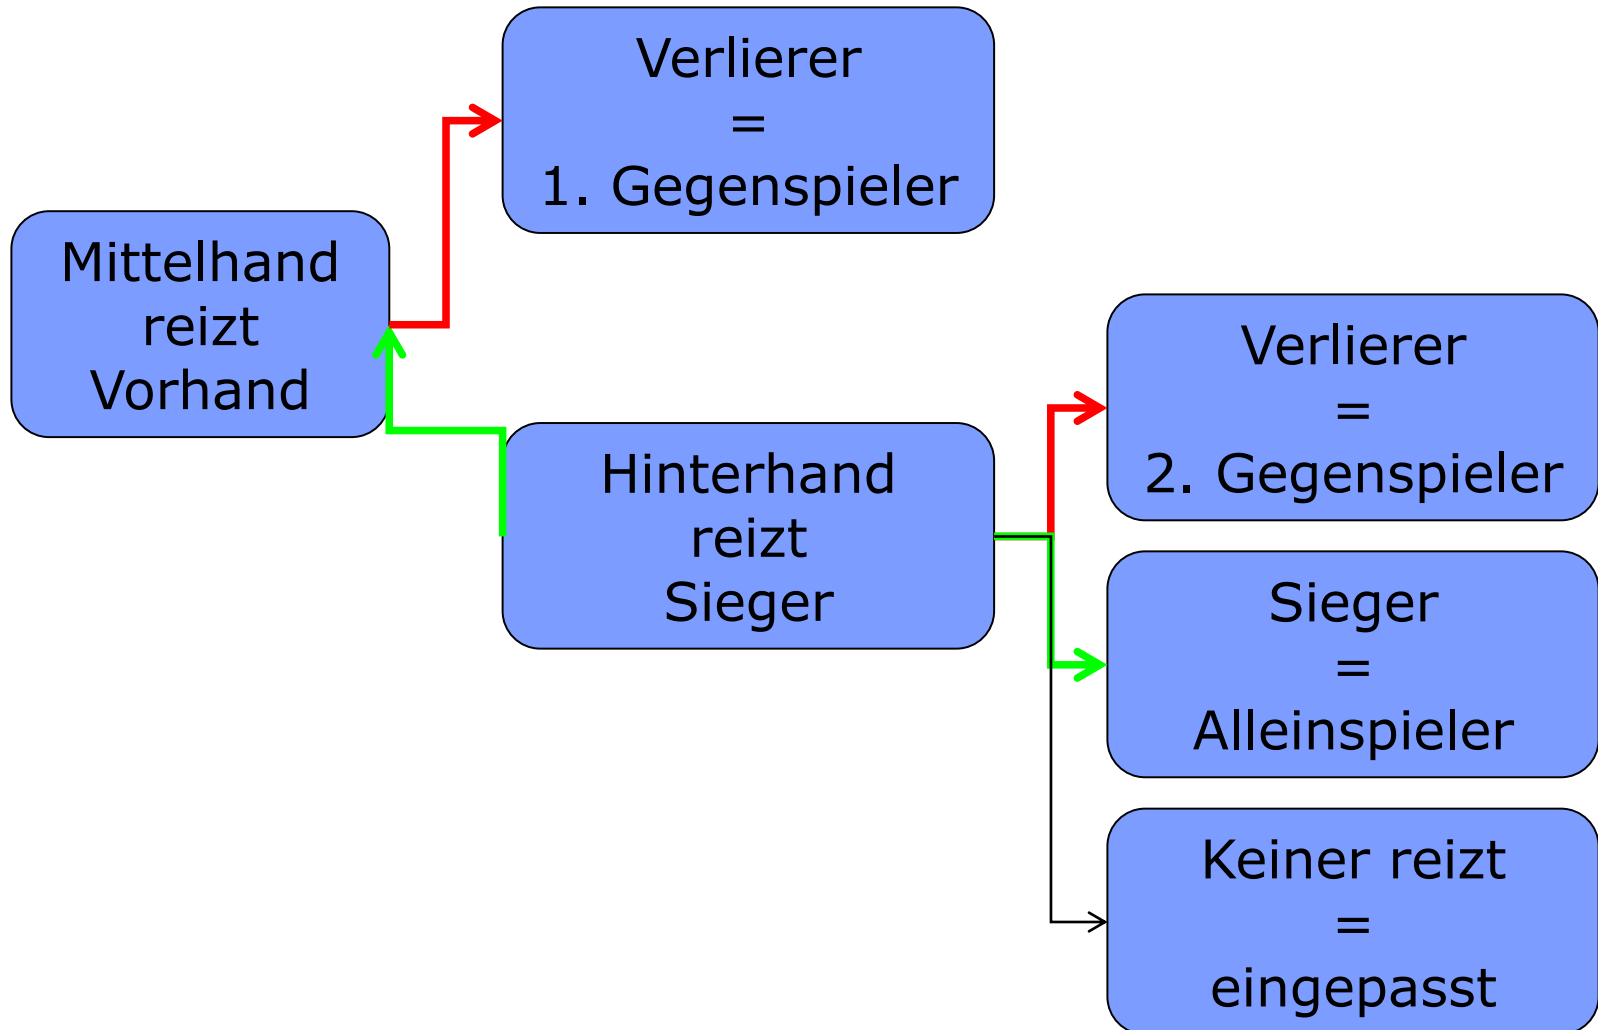 Verlierer
=
1. Gegenspieler
Mittelhand
reizt
Vorhand
Hinterhand
reizt
Sieger
Verlierer
=
2. Gegenspieler
Sieger
=
Alleinspieler
Keiner reizt
=
eingepasst